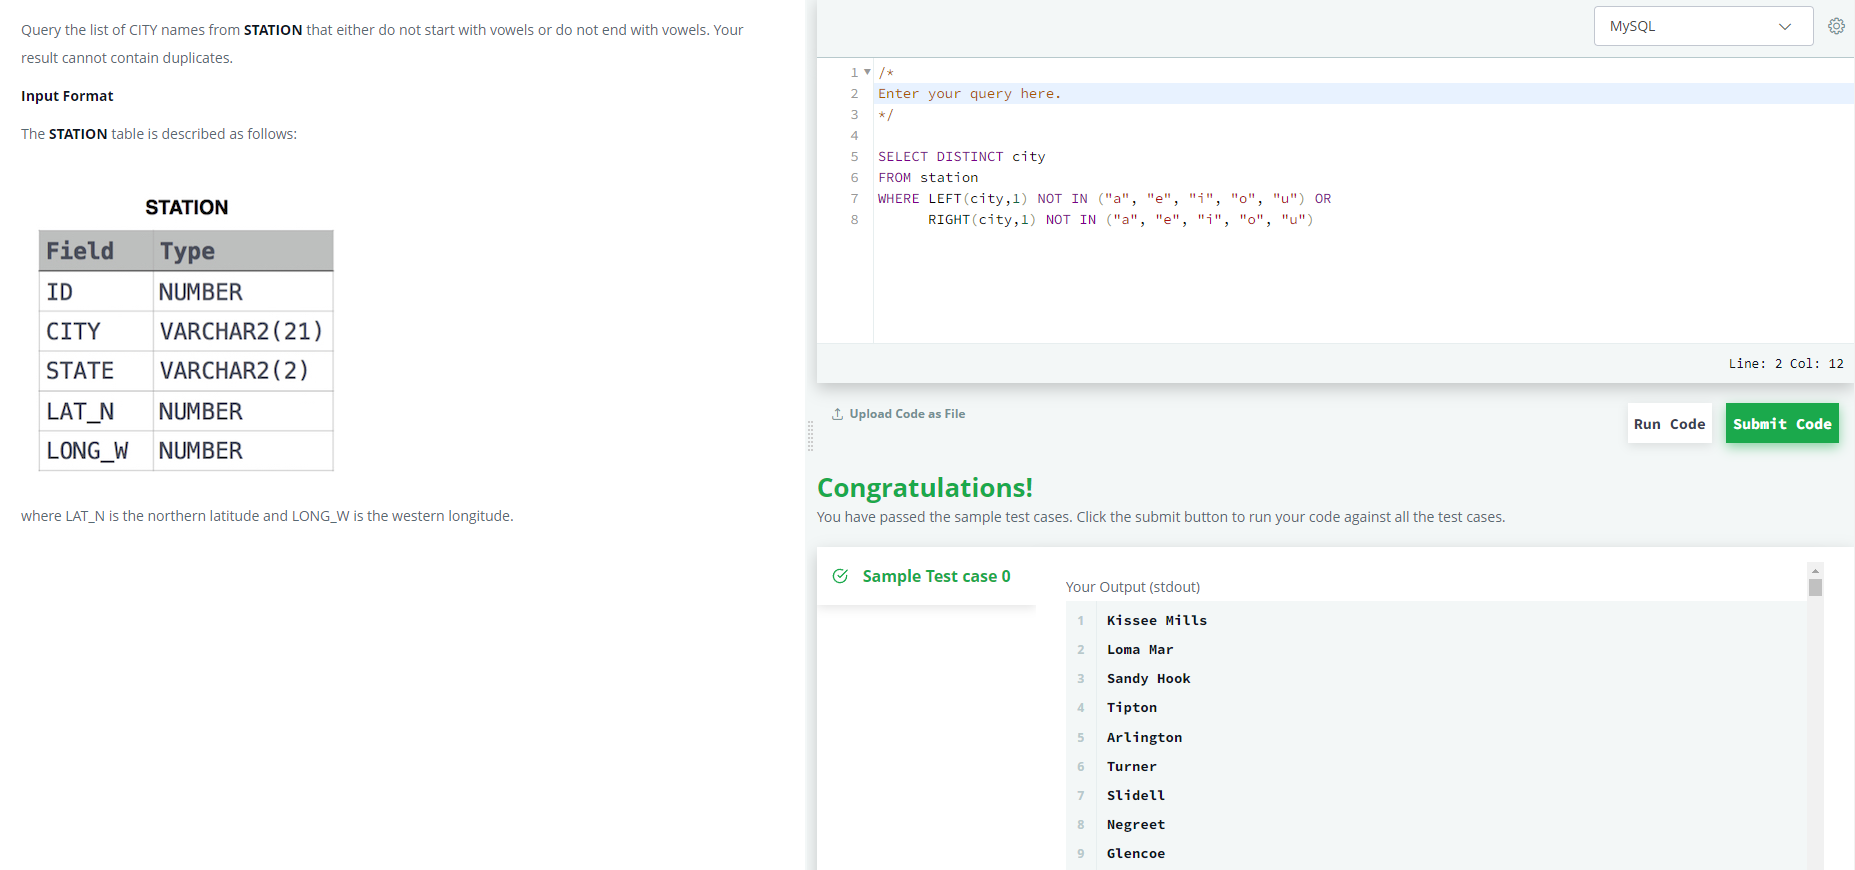 Query the list of CITY names from STATION that either do not start with vowels or do not end with vowels. Your
result cannot contain duplicates.
Input Format
The STATION table is described as follows:
STATION
Field Type
ID NUMBER
CITY VARCHAR2(21)
STATE VARCHAR2(2)
LAT_N NUMBER
LONG_W NUMBER
where LAT_N is the northern latitude and LONG_W is the western longitude.
MySQL
1 /*
2 Enter your query here.
3 */
4
5 SELECT DISTINCT city
6 FROM station
7 WHERE LEFT(city,1) NOT IN ("a", "e", "i", "o", "u") OR
8 RIGHT(city,1) NOT IN ("a", "e", "i", "o", "u")
Line: 2 Col: 12
Upload Code as File
Run Code
Submit Code
Congratulations!
You have passed the sample test cases. Click the submit button to run your code against all the test cases.
Sample Test case 0
Your Output (stdout)
1 Kissee Mills
2 Loma Mar
3 Sandy Hook
4 Tipton
5 Arlington
6 Turner
7 Slidell
8 Negreet
9 Glencoe